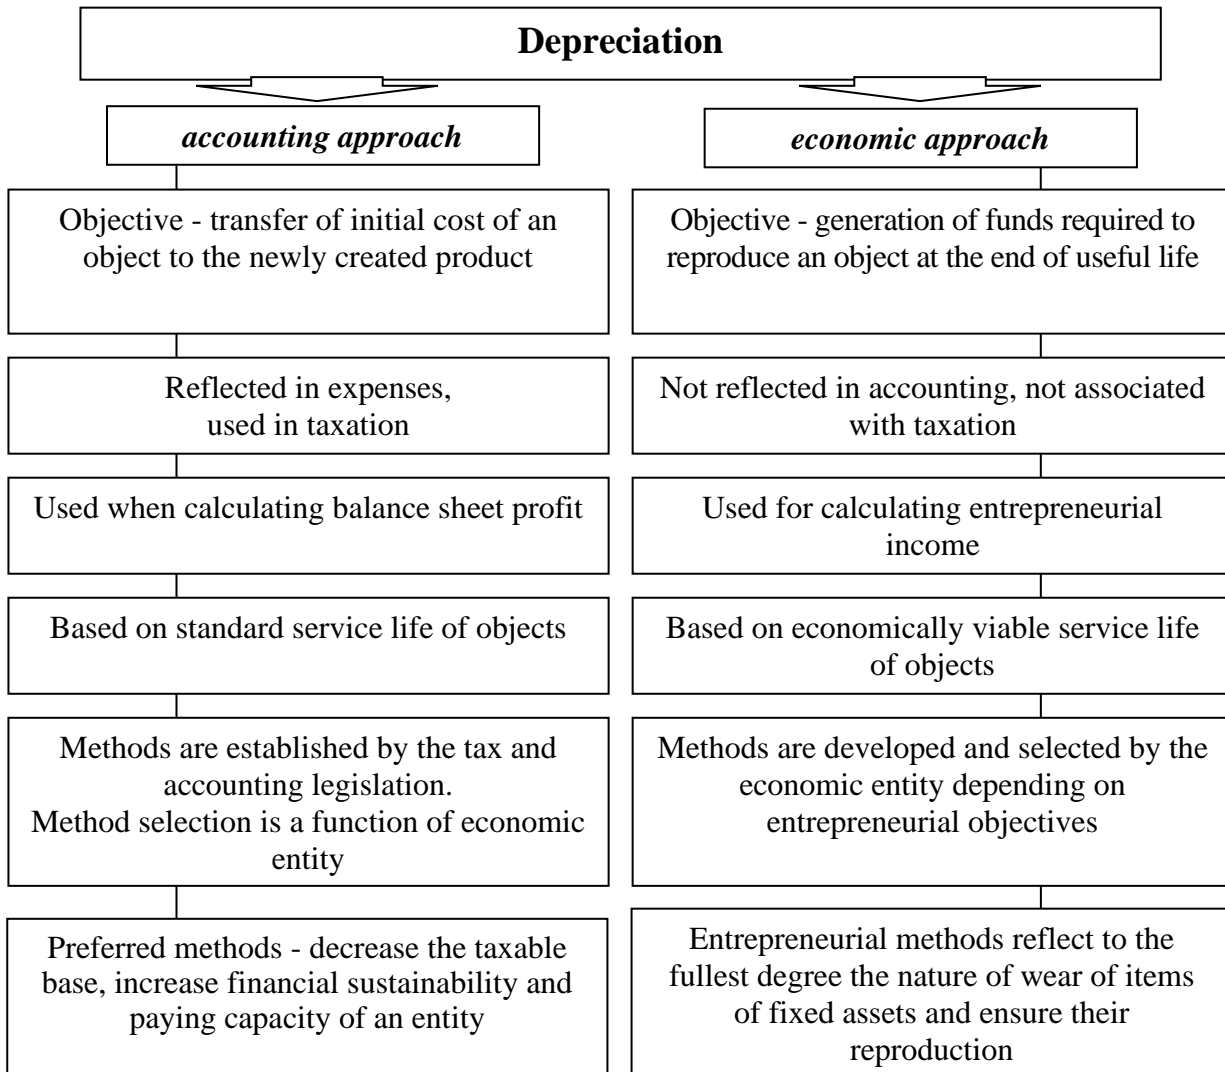 Depreciation
accounting approach
economic approach
Objective - transfer of initial cost of an
object to the newly created product
Objective - generation of funds required to
reproduce an object at the end of useful life
Reflected in expenses,
used in taxation
Not reflected in accounting, not associated
with taxation
Used when calculating balance sheet profit
Used for calculating entrepreneurial
income
Based on standard service life of objects
Based on economically viable service life
of objects
Methods are established by the tax and
accounting legislation.
Method selection is a function of economic
entity
Methods are developed and selected by the
economic entity depending on
entrepreneurial objectives
Preferred methods - decrease the taxable
base, increase financial sustainability and
paying capacity of an entity
Entrepreneurial methods reflect to the
fullest degree the nature of wear of items
of fixed assets and ensure their
reproduction